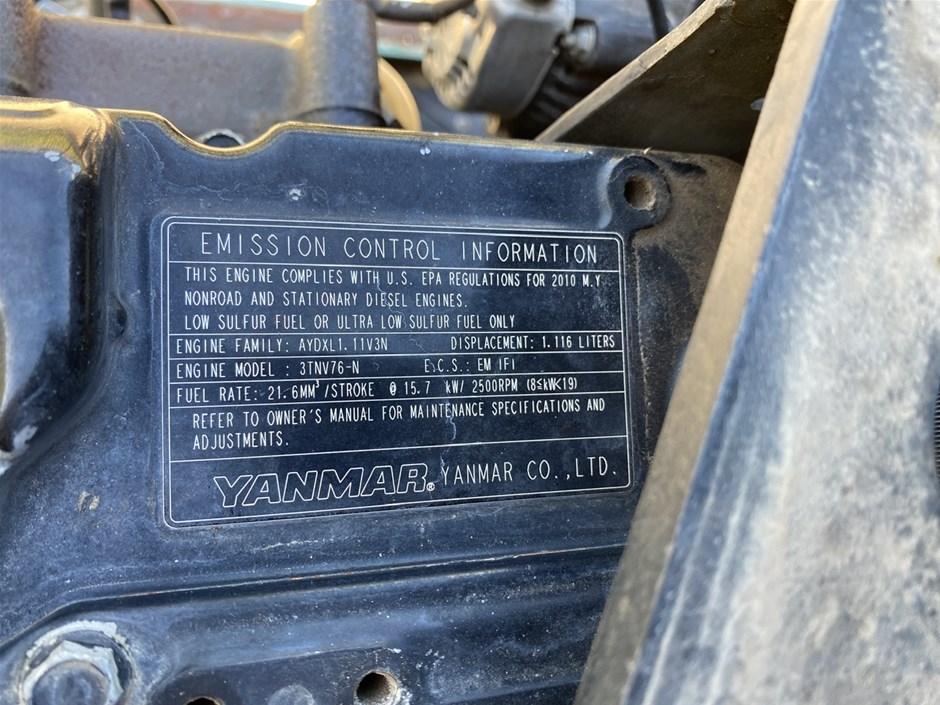 EMISSION CONTROL INFORMATION
THIS ENGINE COMPLIES WITH U.S. EPA REGULATIONS FOR 2010 M.Y
NONROAD AND STATIONARY DIESEL ENGINES.
LOW SULFUR FUEL OR ULTRA LOW SULFUR FUEL ONLY
ENGINE FAMILY: AYDXL1.11V3N DISPLACEMENT: 1.116 LITERS
ENGINE MODEL : 3TNV76-N E.C.S.: EM IFI
FUEL RATE: 21.6MM³/STROKE @ 15.7 kW/ 2500RPM (8≤kW<19)
REFER TO OWNER'S MANUAL FOR MAINTENANCE SPECIFICATIONS AND
ADJUSTMENTS.
YANMAR® YANMAR CO.,LTD.